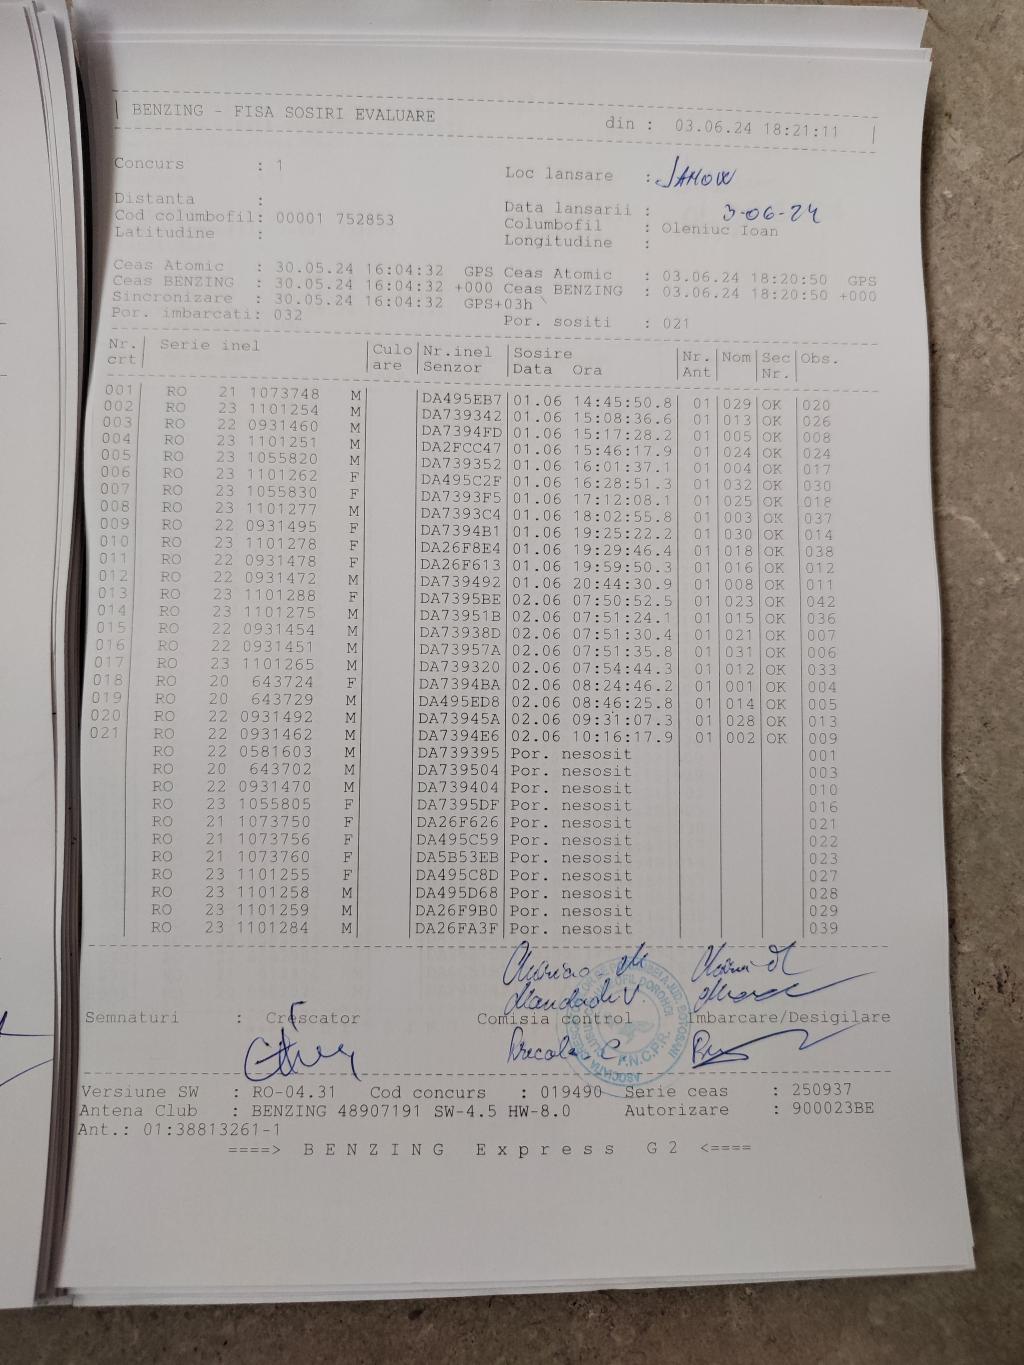 BENZING - FISA SOSIRI EVALUARE din : 03.06.24 18:21:11
Concurs : 1 Loc lansare : JANOW
Distanta : Data lansarii : 3-06-24
Cod columbofil: 00001 752853 Columbofil : Oleniuc Ioan
Latitudine : Longitudine :
Ceas Atomic : 30.05.24 16:04:32 GPS Ceas Atomic : 03.06.24 18:20:50 GPS
Ceas BENZING : 30.05.24 16:04:32 +000 Ceas BENZING : 03.06.24 18:20:50 +000
Sincronizare : 30.05.24 16:04:32 GPS+03h
Por. imbarcati: 032 Por. sositi : 021
Nr. Serie inel Culo Nr.inel Sosire Nr. Nom Sec Obs.
crt are Senzor Data Ora Ant Nr.
001 RO 21 1073748 M DA495EB7 01.06 14:45:50.8 01 029 OK 020
002 RO 23 1101254 M DA739342 01.06 15:08:36.6 01 013 OK 026
003 RO 22 0931460 M DA7394FD 01.06 15:17:28.2 01 005 OK 008
004 RO 23 1101251 M DA2FCC47 01.06 15:46:17.9 01 024 OK 024
005 RO 23 1055820 M DA739352 01.06 16:01:37.1 01 004 OK 017
006 RO 23 1101262 F DA495C2F 01.06 16:28:51.3 01 032 OK 030
007 RO 23 1055830 F DA7393F5 01.06 17:12:08.1 01 025 OK 018
008 RO 23 1101277 M DA7393C4 01.06 18:02:55.8 01 003 OK 037
009 RO 22 0931495 F DA7394B1 01.06 19:25:22.2 01 030 OK 014
010 RO 23 1101278 F DA26F8E4 01.06 19:29:46.4 01 018 OK 038
011 RO 22 0931478 F DA26F613 01.06 19:59:50.3 01 016 OK 012
012 RO 22 0931472 M DA739492 01.06 20:44:30.9 01 008 OK 011
013 RO 23 1101288 F DA7395BE 02.06 07:50:52.5 01 023 OK 042
014 RO 23 1101275 M DA73951B 02.06 07:51:24.1 01 015 OK 036
015 RO 22 0931454 M DA73938D 02.06 07:51:30.4 01 021 OK 007
016 RO 22 0931451 M DA73957A 02.06 07:51:35.8 01 031 OK 006
017 RO 23 1101265 M DA739320 02.06 07:54:44.3 01 012 OK 033
018 RO 20 643724 F DA7394BA 02.06 08:24:46.2 01 001 OK 004
019 RO 20 643729 M DA495ED8 02.06 08:46:25.8 01 014 OK 005
020 RO 22 0931492 M DA73945A 02.06 09:31:07.3 01 028 OK 013
021 RO 22 0931462 M DA7394E6 02.06 10:16:17.9 01 002 OK 009
RO 22 0581603 M DA739395 Por. nesosit 001
RO 20 643702 M DA739504 Por. nesosit 003
RO 22 0931470 M DA739404 Por. nesosit 010
RO 23 1055805 F DA7395DF Por. nesosit 016
RO 21 1073750 F DA26F626 Por. nesosit 021
RO 21 1073756 F DA495C59 Por. nesosit 022
RO 21 1073760 F DA5B53EB Por. nesosit 023
RO 23 1101255 F DA495C8D Por. nesosit 027
RO 23 1101258 M DA495D68 Por. nesosit 028
RO 23 1101259 M DA26F9B0 Por. nesosit 029
RO 23 1101284 M DA26FA3F Por. nesosit 039
Semnaturi : Crescator Comisia control Imbarcare/Desigilare
Versiune SW : RO-04.31 Cod concurs : 019490 Serie ceas : 250937
Antena Club : BENZING 48907191 SW-4.5 HW-8.0 Autorizare : 900023BE
Ant.: 01:38813261-1
====> BENZING Express G2 <====